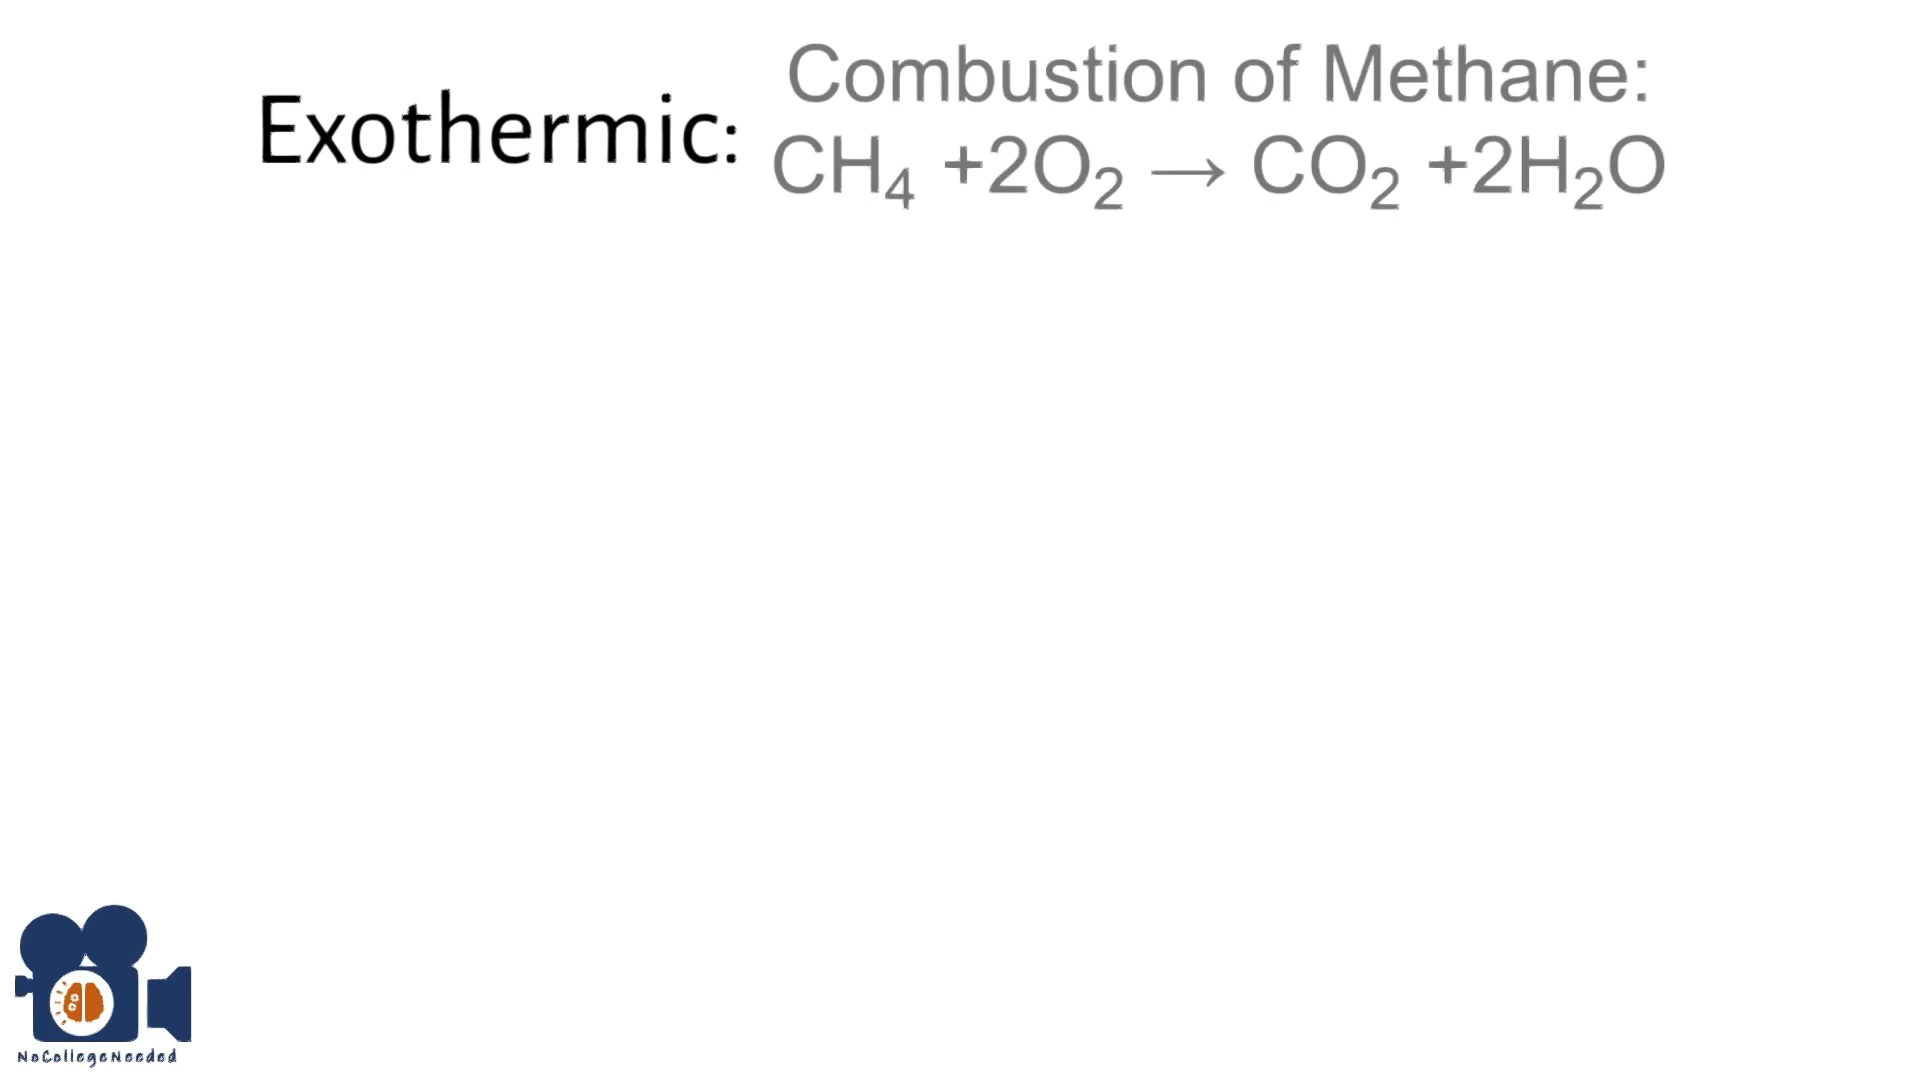 Exothermic:
Combustion of Methane:
CH₄ +2O₂ → CO₂ +2H₂O
NoCollegeNeeded